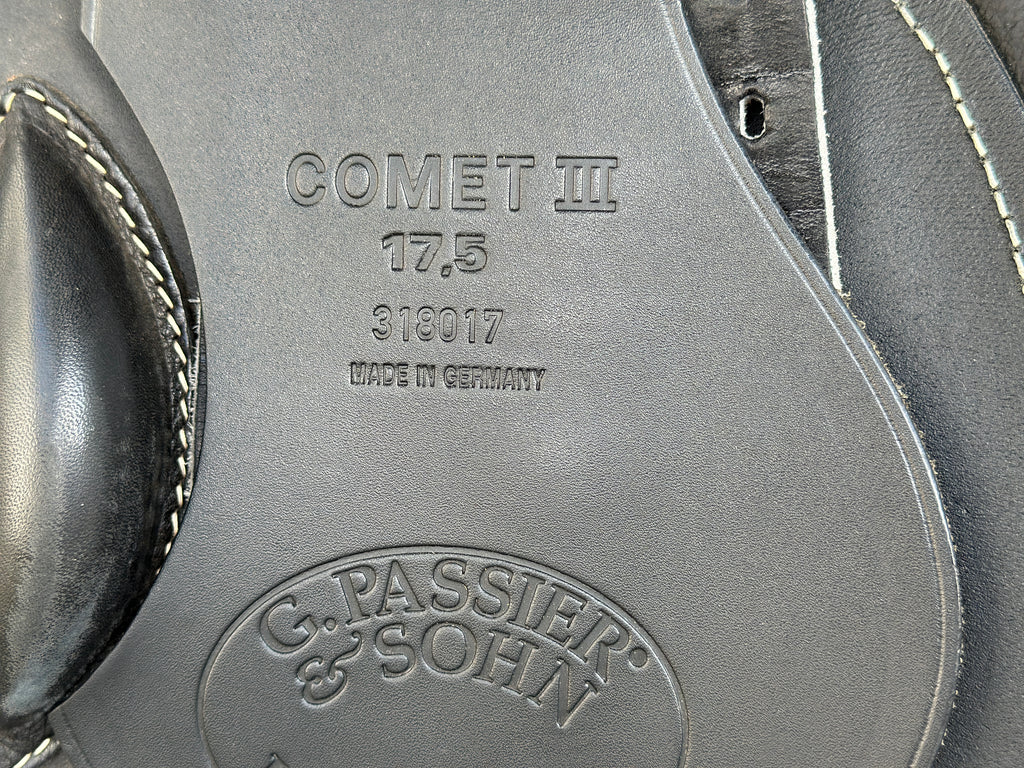 COMET III
17,5
318017
MADE IN GERMANY
G. PASSIER
& SOHN